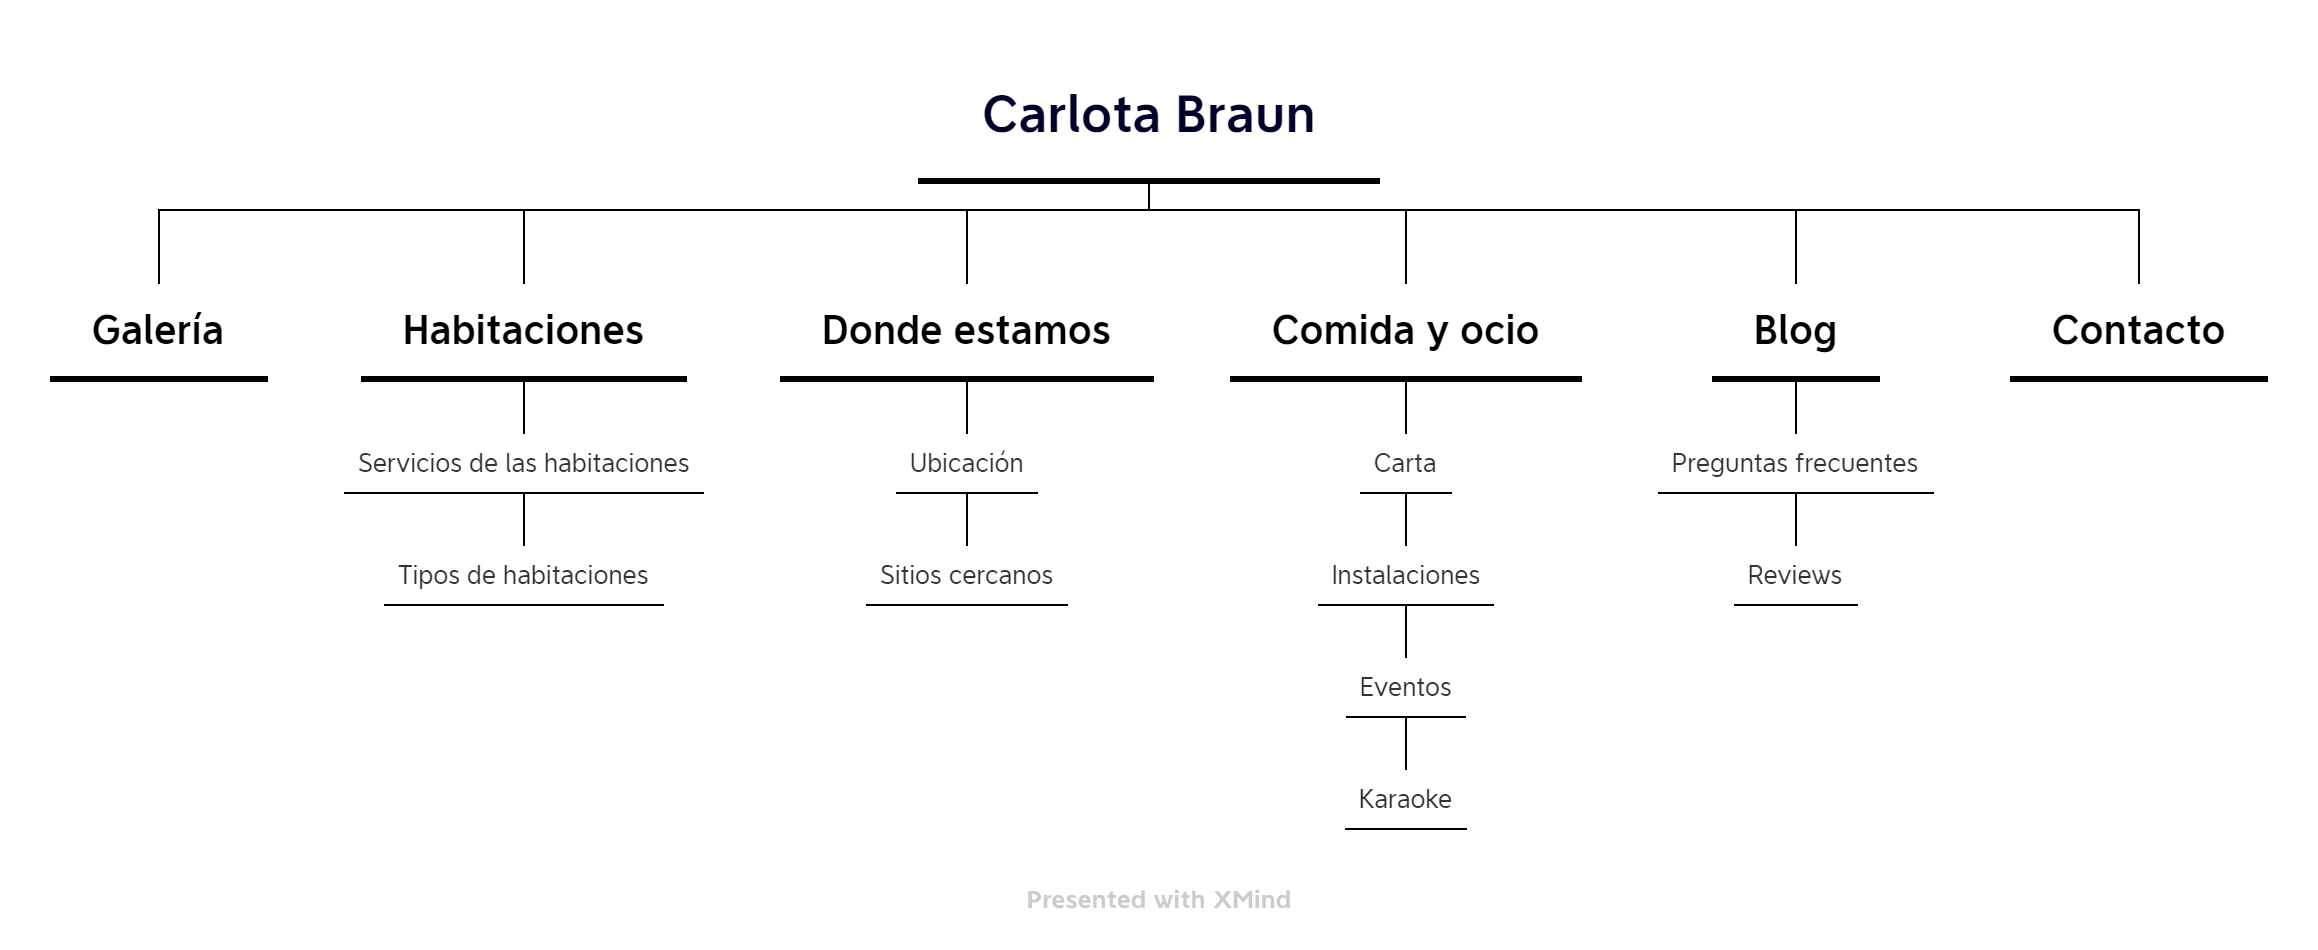 Carlota Braun
Galería
Habitaciones
Donde estamos
Comida y ocio
Blog
Contacto
Servicios de las habitaciones
Ubicación
Carta
Preguntas frecuentes
Tipos de habitaciones
Sitios cercanos
Instalaciones
Reviews
Eventos
Karaoke
Presented with XMind